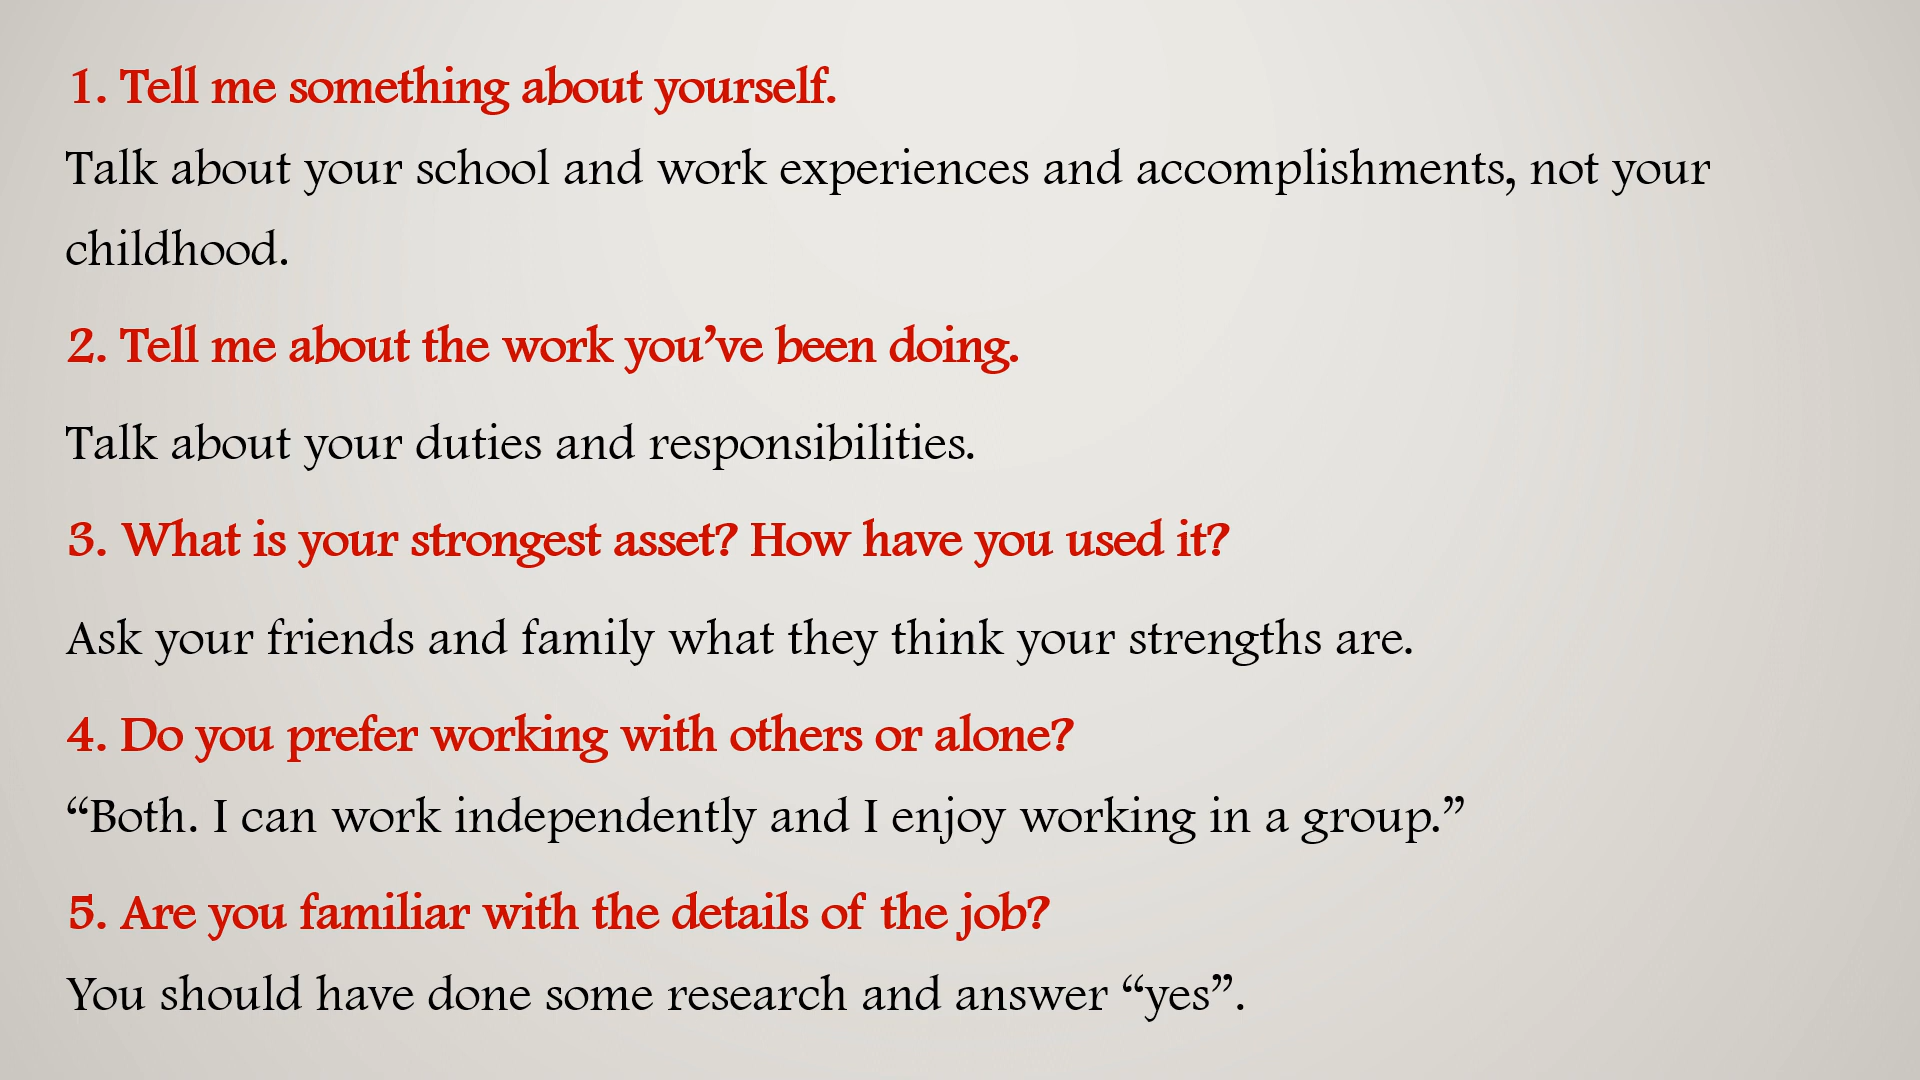 1. Tell me something about yourself.
Talk about your school and work experiences and accomplishments, not your
childhood.
2. Tell me about the work you’ve been doing.
Talk about your duties and responsibilities.
3. What is your strongest asset? How have you used it?
Ask your friends and family what they think your strengths are.
4. Do you prefer working with others or alone?
“Both. I can work independently and I enjoy working in a group.”
5. Are you familiar with the details of the job?
You should have done some research and answer “yes”.